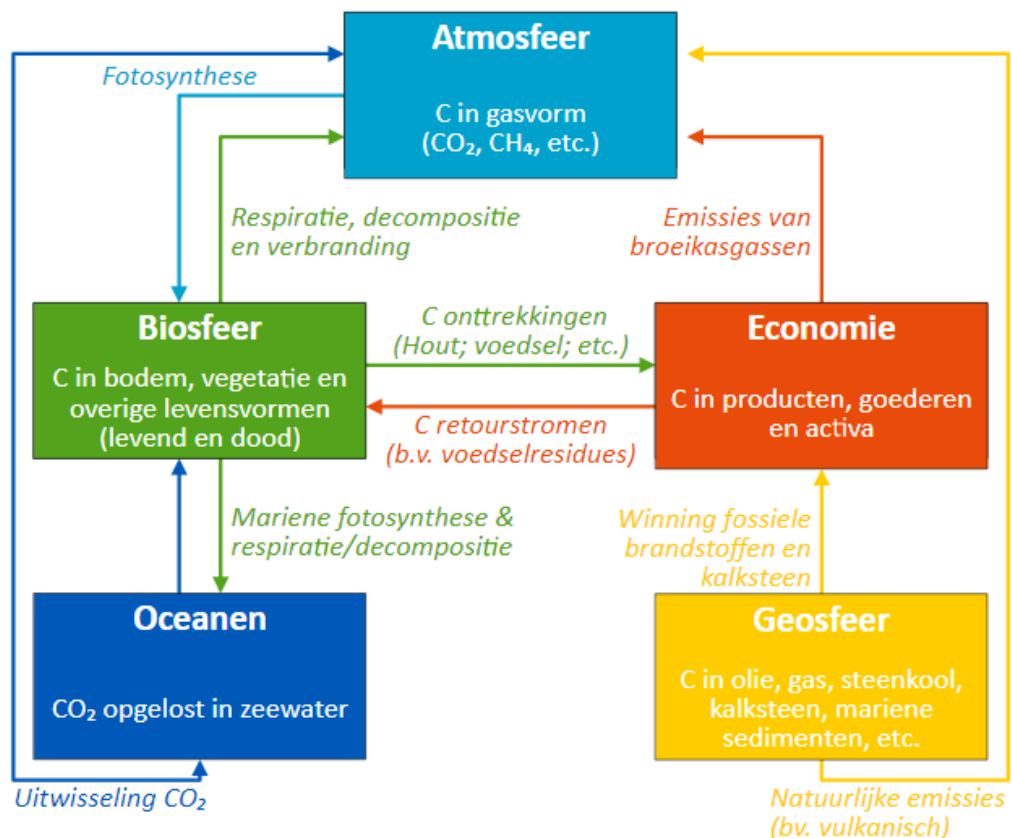 Atmosfeer
C in gasvorm
(CO₂, CH₄, etc.)
Fotosynthese
Respiratie, decompositie
en verbranding
Emissies van
broeikasgassen
Biosfeer
C in bodem, vegetatie en
overige levensvormen
(levend en dood)
C onttrekkingen
(Hout; voedsel; etc.)
C retourstromen
(b.v. voedselresidues)
Economie
C in producten, goederen
en activa
Mariene fotosynthese &
respiratie/decompositie
Winning fossiele
brandstoffen en
kalksteen
Oceanen
CO₂ opgelost in zeewater
Geosfeer
C in olie, gas, steenkool,
kalksteen, mariene
sedimenten, etc.
Uitwisseling CO₂
Natuurlijke emissies
(bv. vulkanisch)